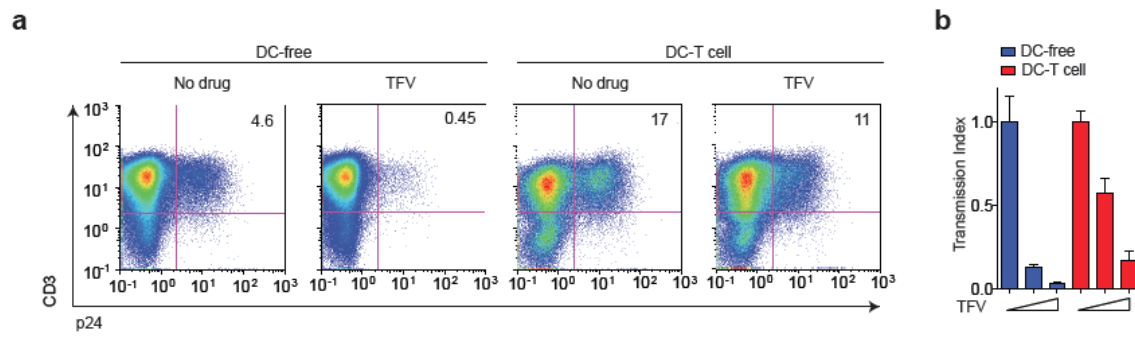 a
DC-free
DC-T cell
No drug
TFV
No drug
TFV
4.6
0.45
17
11
10³
10²
10¹
10⁰
10⁻¹
10⁻¹ 10⁰ 10¹ 10² 10³
10⁻¹ 10⁰ 10¹ 10² 10³
10⁻¹ 10⁰ 10¹ 10² 10³
10⁻¹ 10⁰ 10¹ 10² 10³
CD3
p24
b
DC-free
DC-T cell
Transmission Index
1.0
0.5
0.0
TFV